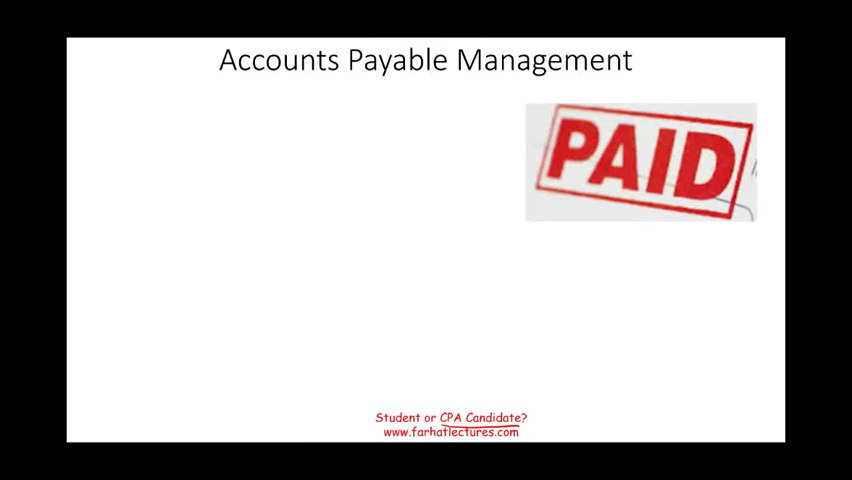 Accounts Payable Management
PAID
Student or CPA Candidate?
www.farhatlectures.com